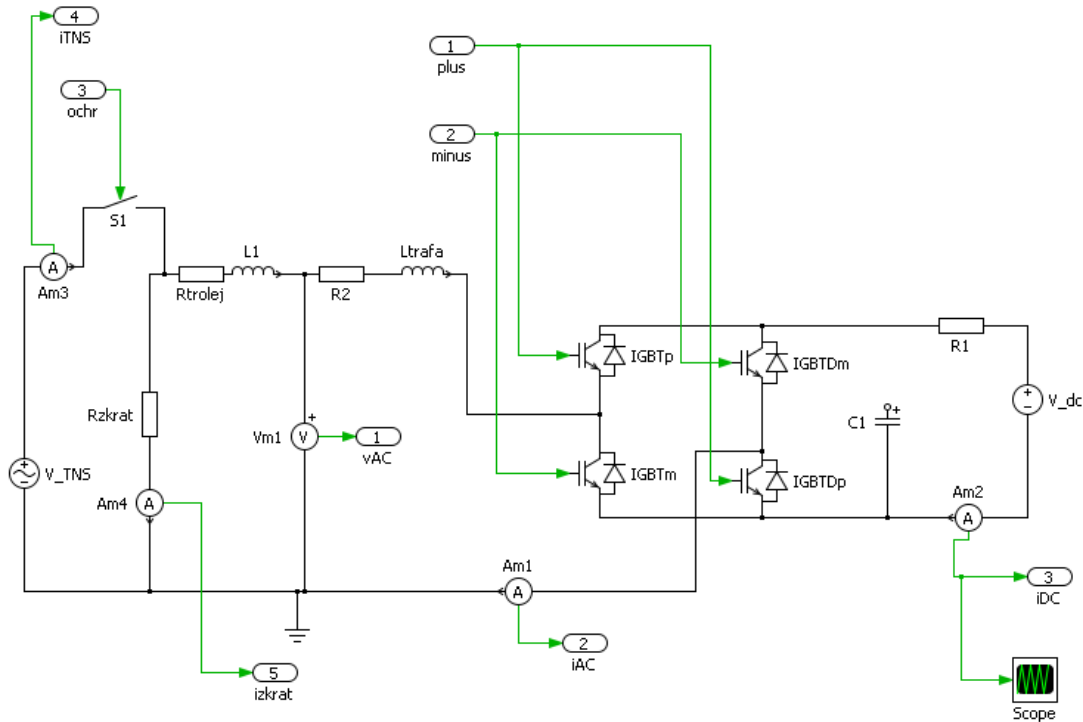 4
iTNS
1
plus
3
ochr
2
minus
S1
A
Am3
L1
Ltrafa
Rtrolej
R2
R1
IGBTp
IGBTDm
+
V_dc
-
Rzkrat
+
C1
+
Vm1
V
1
vAC
+
V_TNS
-
IGBTm
IGBTDp
Am4
A
Am2
A
Am1
A
3
iDC
2
iAC
5
izkrat
Scope